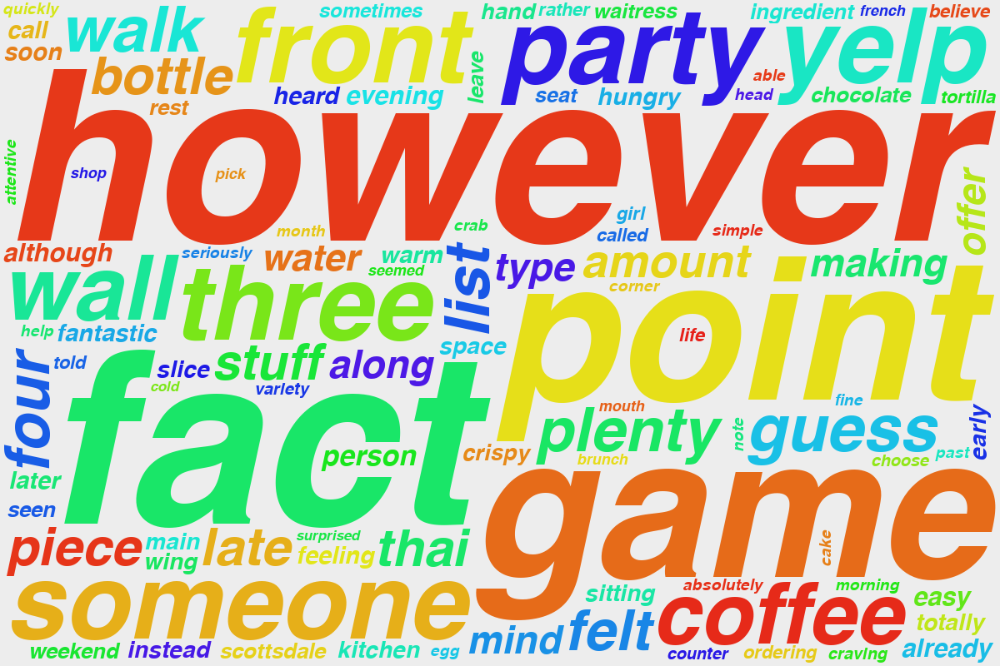 quickly
call
soon
walk
bottle
rest
front
sometimes
heard
evening
leave
hand
rather
waitress
party
seat
hungry
ingredient
french
believe
yelp
able
head
chocolate
tortilla
however
attentive
shop
pick
girl
called
simple
offer
month
crab
although
seriously
water
warm
seemed
list
type
amount
corner
making
wall
three
help
fantastic
told
slice
stuff
along
space
cold
variety
point
life
four
fact
person
crispy
later
seen
mouth
plenty
brunch
note
guess
fine
choose
past
early
game
cake
piece
main
wing
late
surprised
feeling
thai
someone
sitting
absolutely
morning
coffee
easy
totally
weekend
instead
scottsdale
kitchen
egg
mind
felt
counter
ordering
craving
already